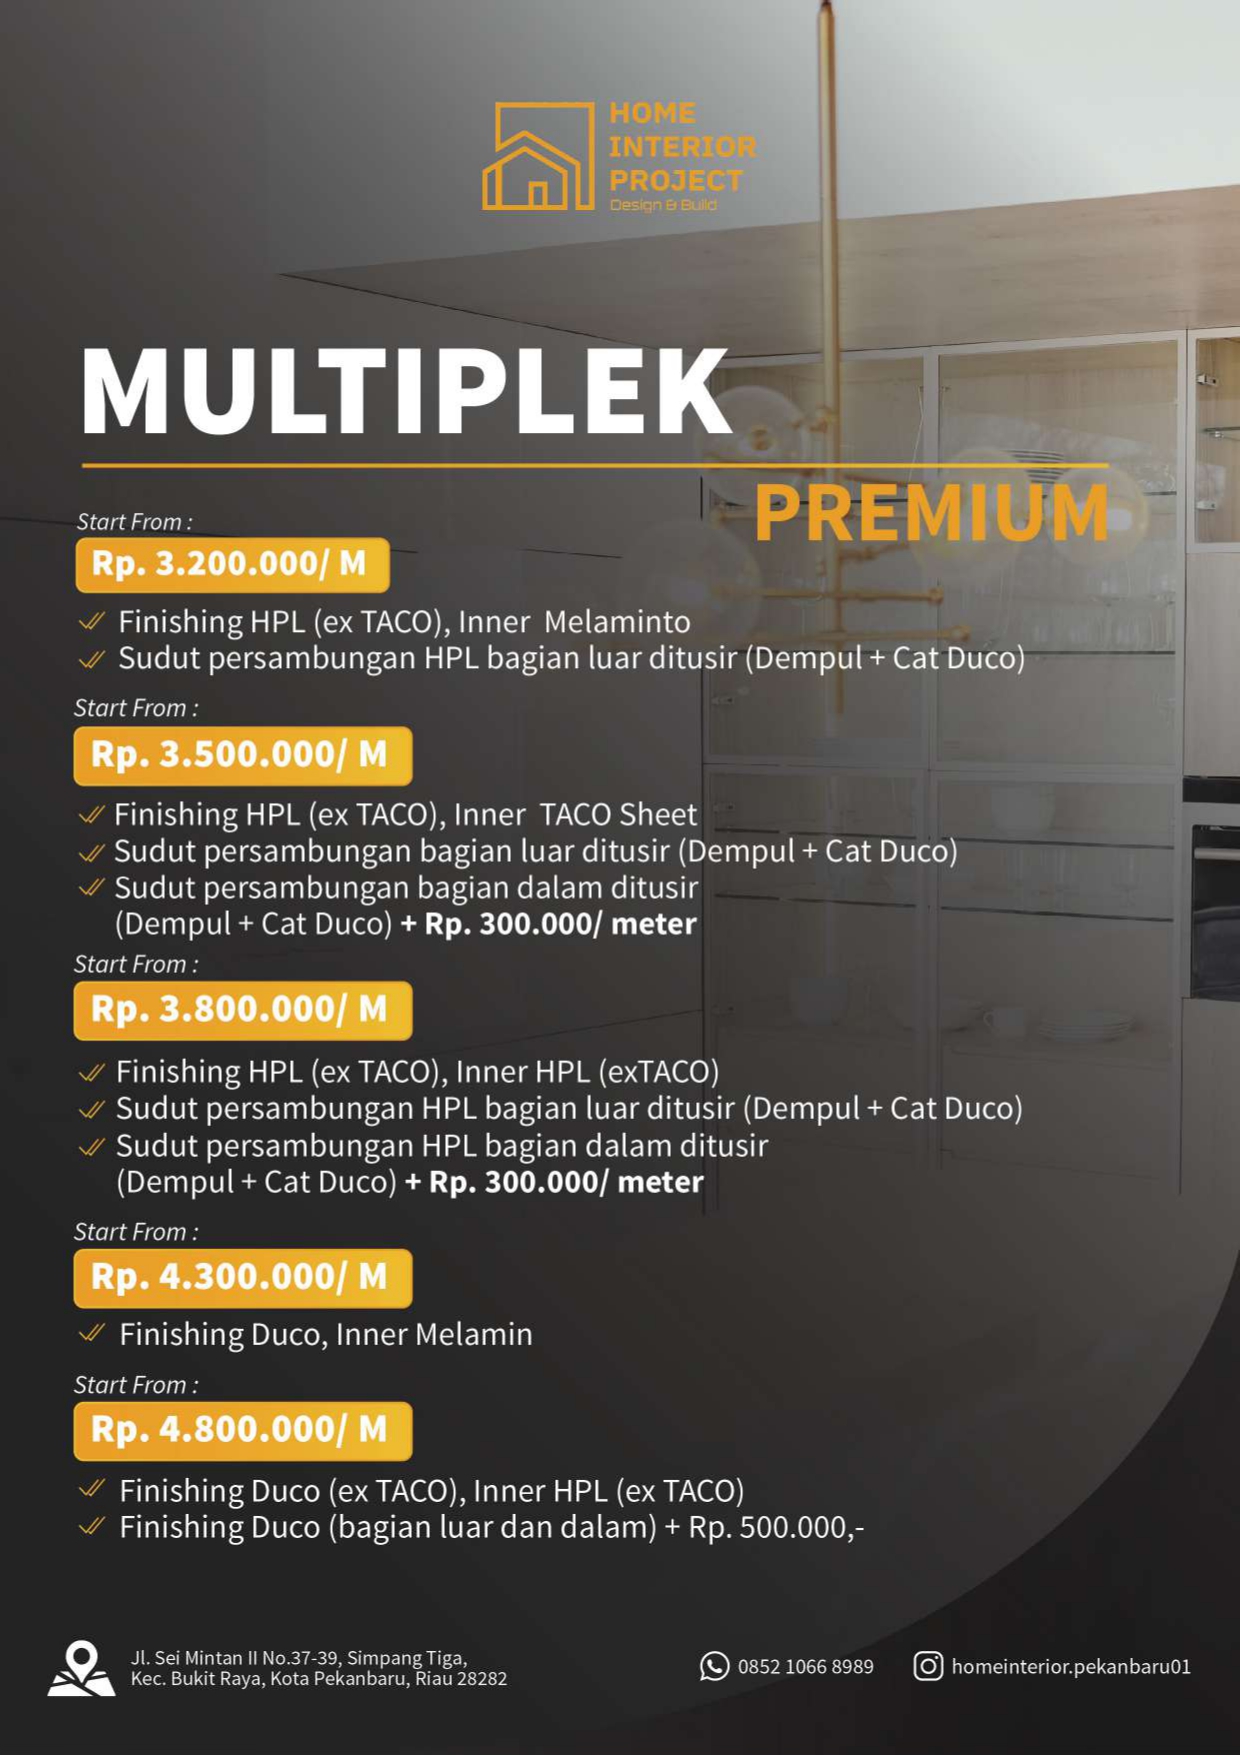 HOME
INTERIOR
PROJECT
Design & Build
MULTIPLEK
PREMIUM
Start From :
Rp. 3.200.000/ M
Finishing HPL (ex TACO), Inner Melaminto
Sudut persambungan HPL bagian luar ditusir (Dempul + Cat Duco)
Start From :
Rp. 3.500.000/ M
Finishing HPL (ex TACO), Inner TACO Sheet
Sudut persambungan bagian luar ditusir (Dempul + Cat Duco)
Sudut persambungan bagian dalam ditusir
(Dempul + Cat Duco) + Rp. 300.000/ meter
Start From :
Rp. 3.800.000/ M
Finishing HPL (ex TACO), Inner HPL (exTACO)
Sudut persambungan HPL bagian luar ditusir (Dempul + Cat Duco)
Sudut persambungan HPL bagian dalam ditusir
(Dempul + Cat Duco) + Rp. 300.000/ meter
Start From :
Rp. 4.300.000/ M
Finishing Duco, Inner Melamin
Start From :
Rp. 4.800.000/ M
Finishing Duco (ex TACO), Inner HPL (ex TACO)
Finishing Duco (bagian luar dan dalam) + Rp. 500.000,-
Jl. Sei Mintan II No.37-39, Simpang Tiga,
Kec. Bukit Raya, Kota Pekanbaru, Riau 28282
0852 1066 8989
homeinterior.pekanbaru01